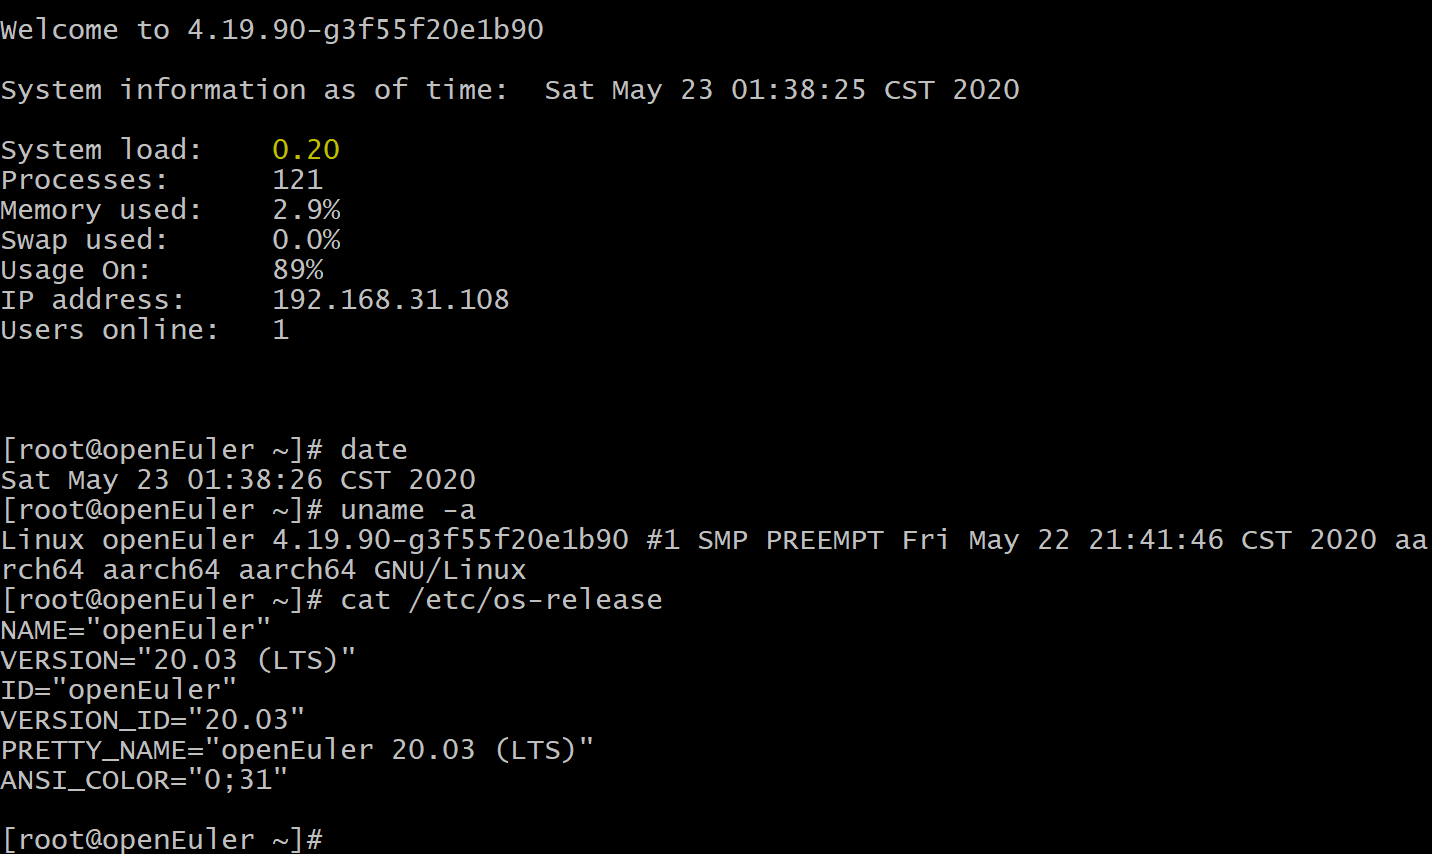 Welcome to 4.19.90-g3f55f20e1b90
System information as of time:  Sat May 23 01:38:25 CST 2020
System load:    0.20
Processes:      121
Memory used:    2.9%
Swap used:      0.0%
Usage On:       89%
IP address:     192.168.31.108
Users online:   1
[root@openEuler ~]# date
Sat May 23 01:38:26 CST 2020
[root@openEuler ~]# uname -a
Linux openEuler 4.19.90-g3f55f20e1b90 #1 SMP PREEMPT Fri May 22 21:41:46 CST 2020 aa
rch64 aarch64 aarch64 GNU/Linux
[root@openEuler ~]# cat /etc/os-release
NAME="openEuler"
VERSION="20.03 (LTS)"
ID="openEuler"
VERSION_ID="20.03"
PRETTY_NAME="openEuler 20.03 (LTS)"
ANSI_COLOR="0;31"
[root@openEuler ~]#